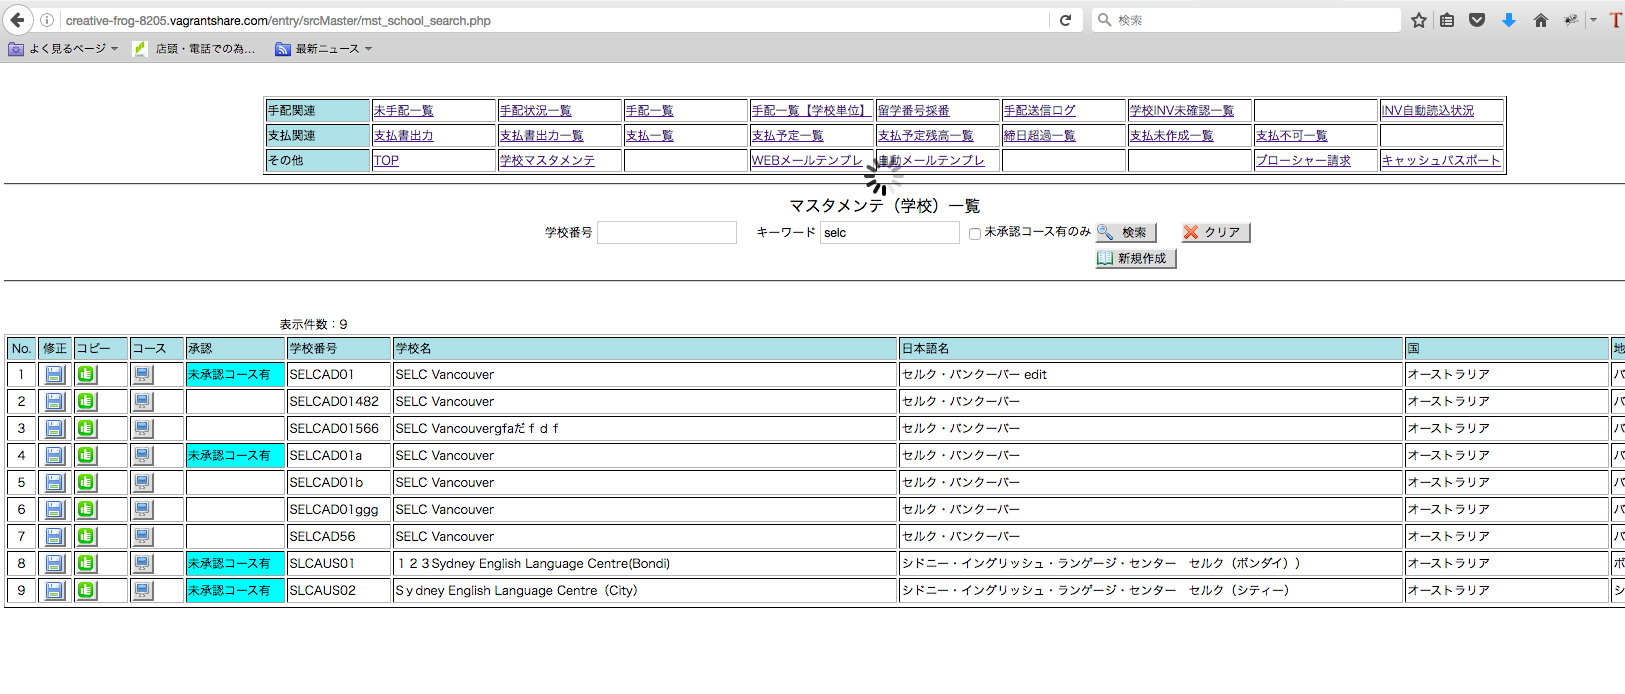 creative-frog-8205.vagrantshare.com/entry/srcMaster/mst_school_search.php 検索
よく見るページ 店頭・電話での為... 最新ニュース
手配関連 未手配一覧 手配状況一覧 手配一覧 手配一覧【学校単位】 留学番号採番 手配送信ログ 学校INV未確認一覧 INV自動読込状況
支払関連 支払書出力 支払書出力一覧 支払一覧 支払予定一覧 支払予定残高一覧 締日超過一覧 支払未作成一覧 支払不可一覧
その他 TOP 学校マスタメンテ WEBメールテンプレ 自動メールテンプレ ブローシャー請求 キャッシュパスポート
マスタメンテ（学校）一覧
学校番号 キーワード selc 未承認コース有のみ 検索 クリア
新規作成
表示件数：9
No. 修正 コピー コース 承認 学校番号 学校名 日本語名 国 地
1 未承認コース有 SELCAD01 SELC Vancouver セルク・バンクーバー edit オーストラリア バ
2 SELCAD01482 SELC Vancouver セルク・バンクーバー オーストラリア バ
3 SELCAD01566 SELC Vancouvergfaだｆｄｆ セルク・バンクーバー オーストラリア バ
4 未承認コース有 SELCAD01a SELC Vancouver セルク・バンクーバー オーストラリア バ
5 SELCAD01b SELC Vancouver セルク・バンクーバー オーストラリア バ
6 SELCAD01ggg SELC Vancouver セルク・バンクーバー オーストラリア バ
7 SELCAD56 SELC Vancouver セルク・バンクーバー オーストラリア バ
8 未承認コース有 SLCAUS01 １２３Sydney English Language Centre(Bondi) シドニー・イングリッシュ・ランゲージ・センター　セルク（ボンダイ）） オーストラリア ボ
9 未承認コース有 SLCAUS02 Sｙdney English Language Centre（City） シドニー・イングリッシュ・ランゲージ・センター　セルク（シティー） オーストラリア シ